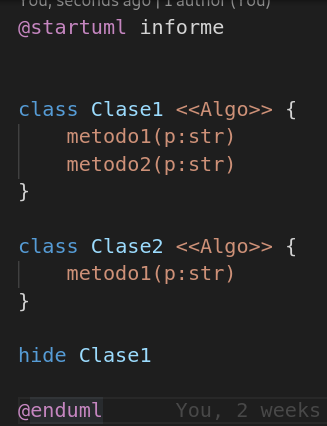 You, seconds ago | 1 author (You)
@startuml informe
class Clase1 <<Algo>> {
metodo1(p:str)
metodo2(p:str)
}
class Clase2 <<Algo>> {
metodo1(p:str)
}
hide Clase1
@enduml You, 2 weeks